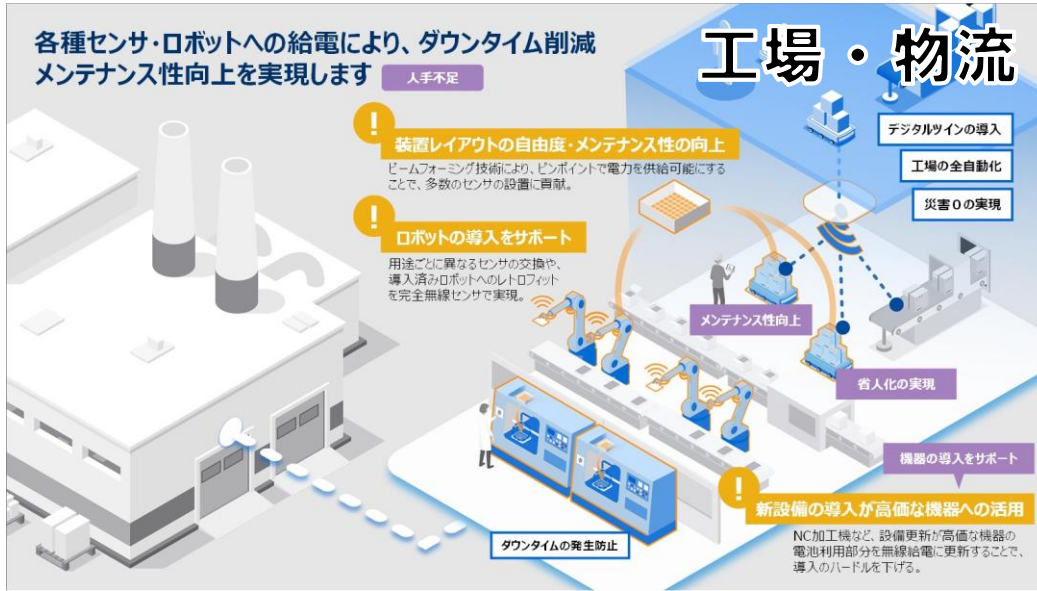 各種センサ・ロボットへの給電により、ダウンタイム削減
メンテナンス性向上を実現します
人手不足
工場・物流
装置レイアウトの自由度・メンテナンス性の向上
ビームフォーミング技術により、ピンポイントで電力を供給可能にする
ことで、多数のセンサの設置に貢献。
ロボットの導入をサポート
用途ごとに異なるセンサの交換や、
導入済みロボットへのレトロフィット
を完全無線センサで実現。
デジタルツインの導入
工場の全自動化
災害0の実現
メンテナンス性向上
省人化の実現
機器の導入をサポート
新設備の導入が高価な機器への活用
NC加工機など、設備更新が高価な機器の
電池利用部分を無線給電に更新することで、
導入のハードルを下げる。
ダウンタイムの発生防止